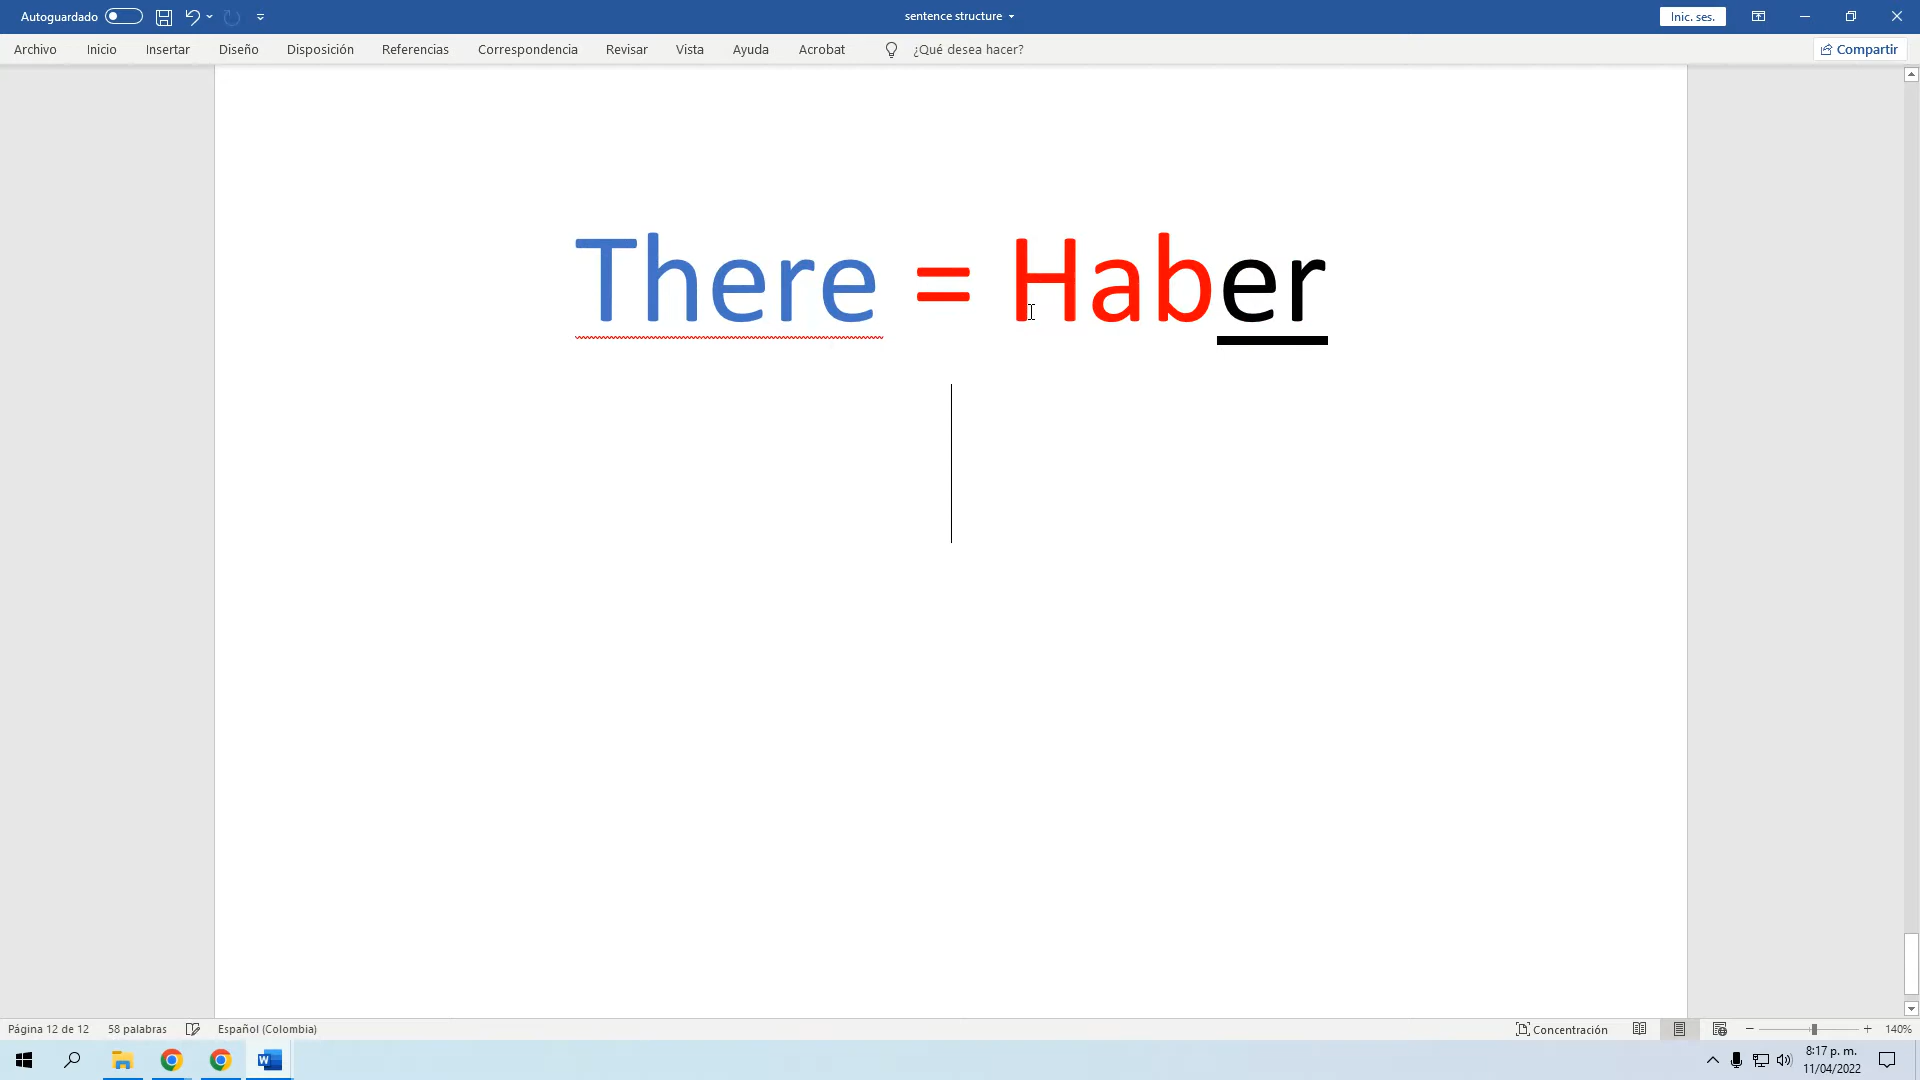 Autoguardado
sentence structure
Inic. ses.
Archivo Inicio Insertar Diseño Disposición Referencias Correspondencia Revisar Vista Ayuda Acrobat ¿Qué desea hacer? Compartir
There = Haber
Página 12 de 12 58 palabras Español (Colombia) Concentración 140%
8:17 p. m.
11/04/2022